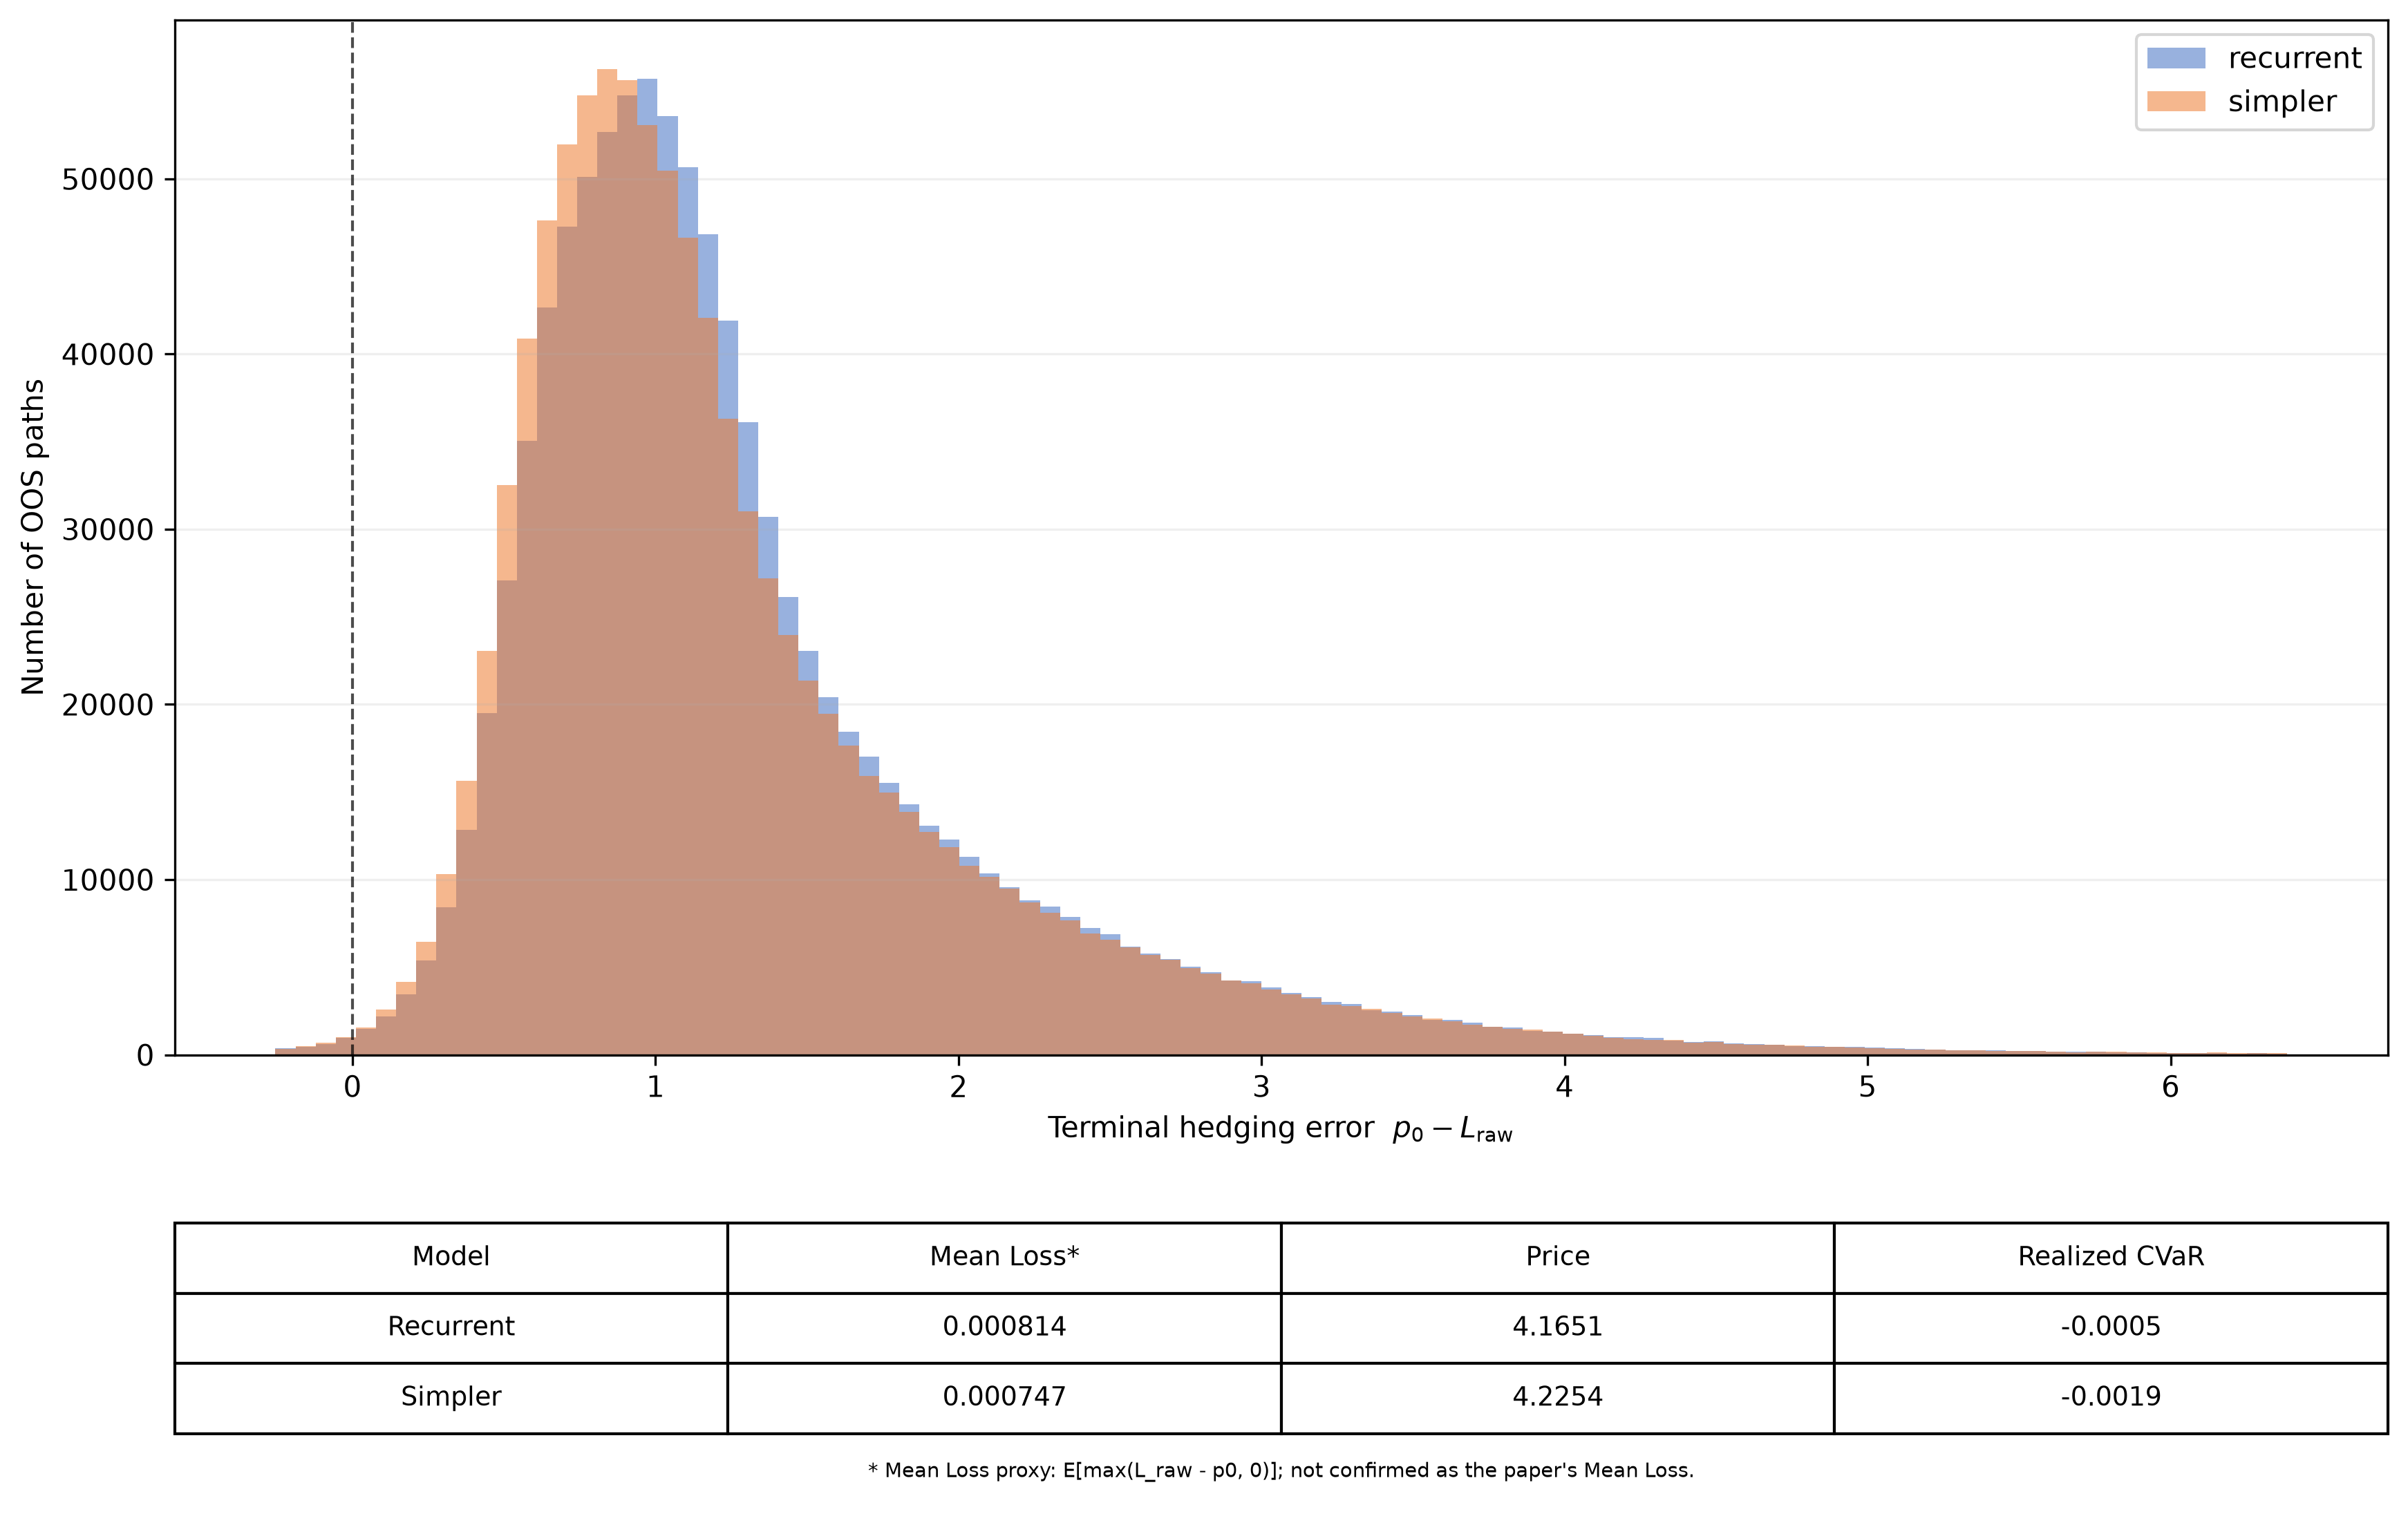 recurrent
simpler
Number of OOS paths
50000
40000
30000
20000
10000
0
0 1 2 3 4 5 6
Terminal hedging error p₀ − L_raw
Model Mean Loss* Price Realized CVaR
Recurrent 0.000814 4.1651 -0.0005
Simpler 0.000747 4.2254 -0.0019
* Mean Loss proxy: E[max(L_raw - p0, 0)]; not confirmed as the paper's Mean Loss.